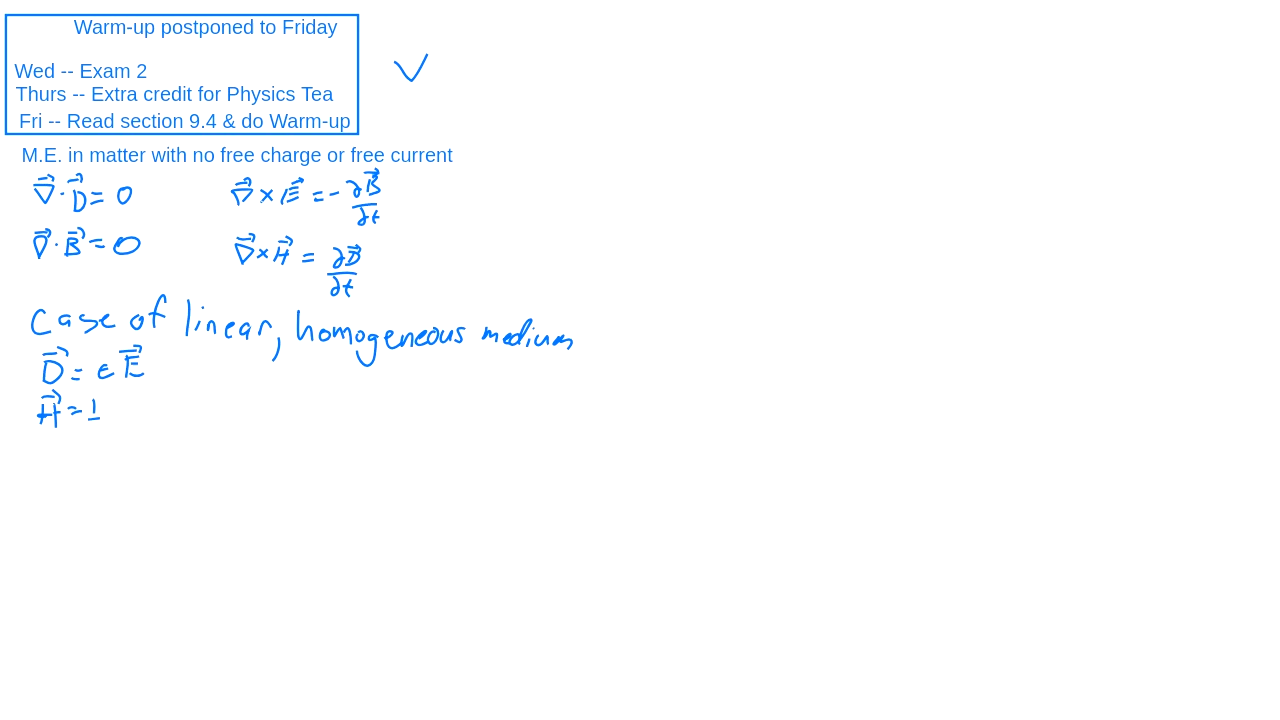 Warm-up postponed to Friday
Wed -- Exam 2
Thurs -- Extra credit for Physics Tea
Fri -- Read section 9.4 & do Warm-up
M.E. in matter with no free charge or free current
∇⃗ · D⃗ = 0    ∇⃗ × E⃗ = - ∂B⃗/∂t
∇⃗ · B⃗ = 0    ∇⃗ × H⃗ = ∂D⃗/∂t
Case of linear, homogeneous medium
D⃗ = ϵ E⃗
H⃗ = 1